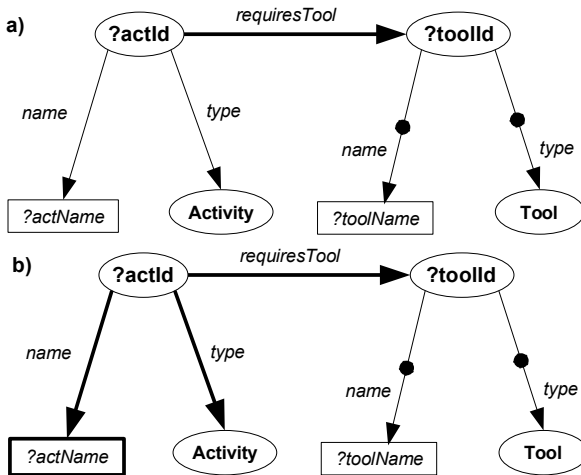 requiresTool
a)
?actId
?toolId
name
type
name
type
?actName
Activity
?toolName
Tool
b)
requiresTool
?actId
?toolId
name
type
name
type
?actName
Activity
?toolName
Tool